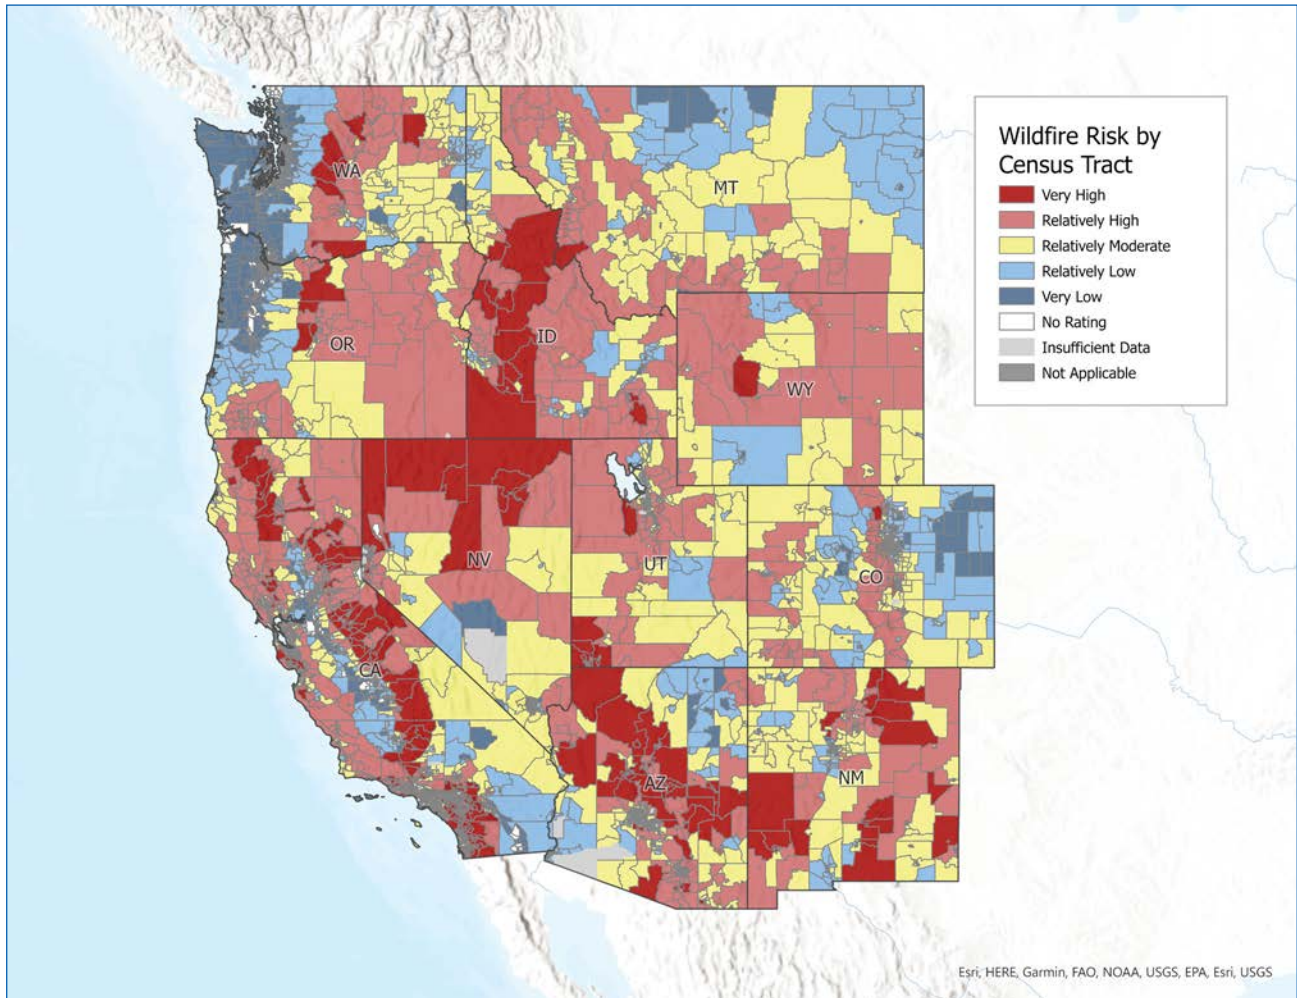 Wildfire Risk by
Census Tract
Very High
Relatively High
Relatively Moderate
Relatively Low
Very Low
No Rating
Insufficient Data
Not Applicable
WA
MT
OR
ID
WY
NV
UT
CO
CA
AZ
NM
Esri, HERE, Garmin, FAO, NOAA, USGS, EPA, Esri, USGS